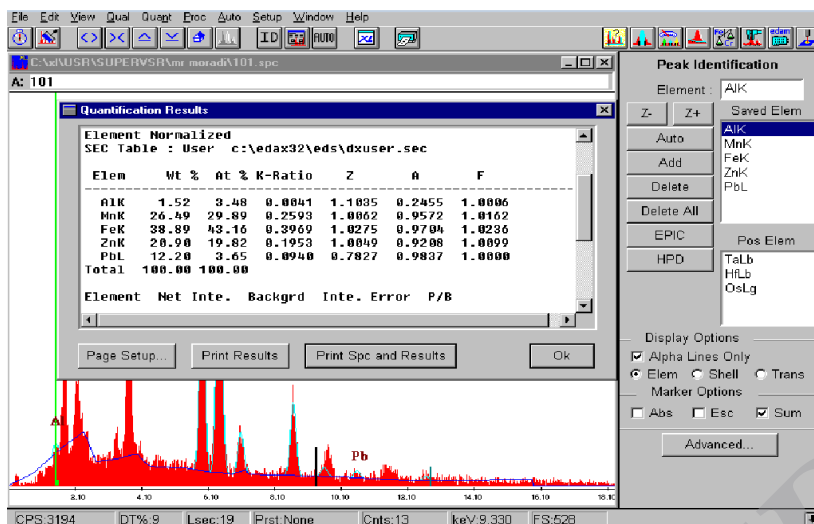 File Edit View Qual Quant Proc Auto Setup Window Help
ID AUTO
C:\xl\USR\SUPERVSR\mr moradi\101.spc
A: 101
Quantification Results
Element Normalized
SEC Table : User c:\edax32\eds\dxuser.sec
Elem Wt % At % K-Ratio Z A F
AlK 1.52 3.48 0.0041 1.1035 0.2455 1.0006
MnK 26.49 29.89 0.2593 1.0062 0.9572 1.0162
FeK 38.89 43.16 0.3969 1.0275 0.9704 1.0236
ZnK 20.90 19.82 0.1953 1.0049 0.9208 1.0099
PbL 12.20 3.65 0.0940 0.7827 0.9837 1.0000
Total 100.00 100.00
Element Net Inte. Backgrd Inte. Error P/B
Page Setup... Print Results Print Spc and Results Ok
Al
Pb
2.10 4.10 6.10 8.10 10.10 12.10 14.10 16.10 18.10
CPS:3194 DT%:9 Lsec:19 Prst:None Cnts:13 keV:9.330 FS:528
Peak Identification
Element : AlK
Z- Z+ Saved Elem
Auto
Add
Delete
Delete All
EPIC
HPD
AlK
MnK
FeK
ZnK
PbL
Pos Elem
TaLb
HfLb
OsLg
Display Options
Alpha Lines Only
Elem Shell Trans
Marker Options
Abs Esc Sum
Advanced...